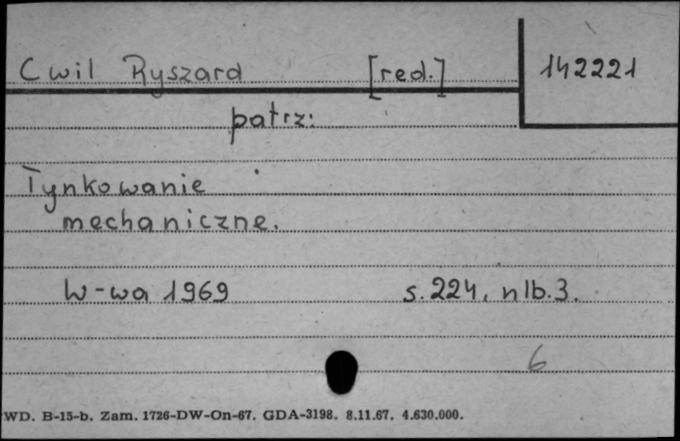 Cwil Ryszard [red.] 142221
patrz:
Tynkowanie
mechaniczne.
W-wa 1969 s. 224, nlb. 3.
6
WD. B-15-b. Zam. 1726-DW-On-67. GDA-3198. 8.11.67. 4.630.000.